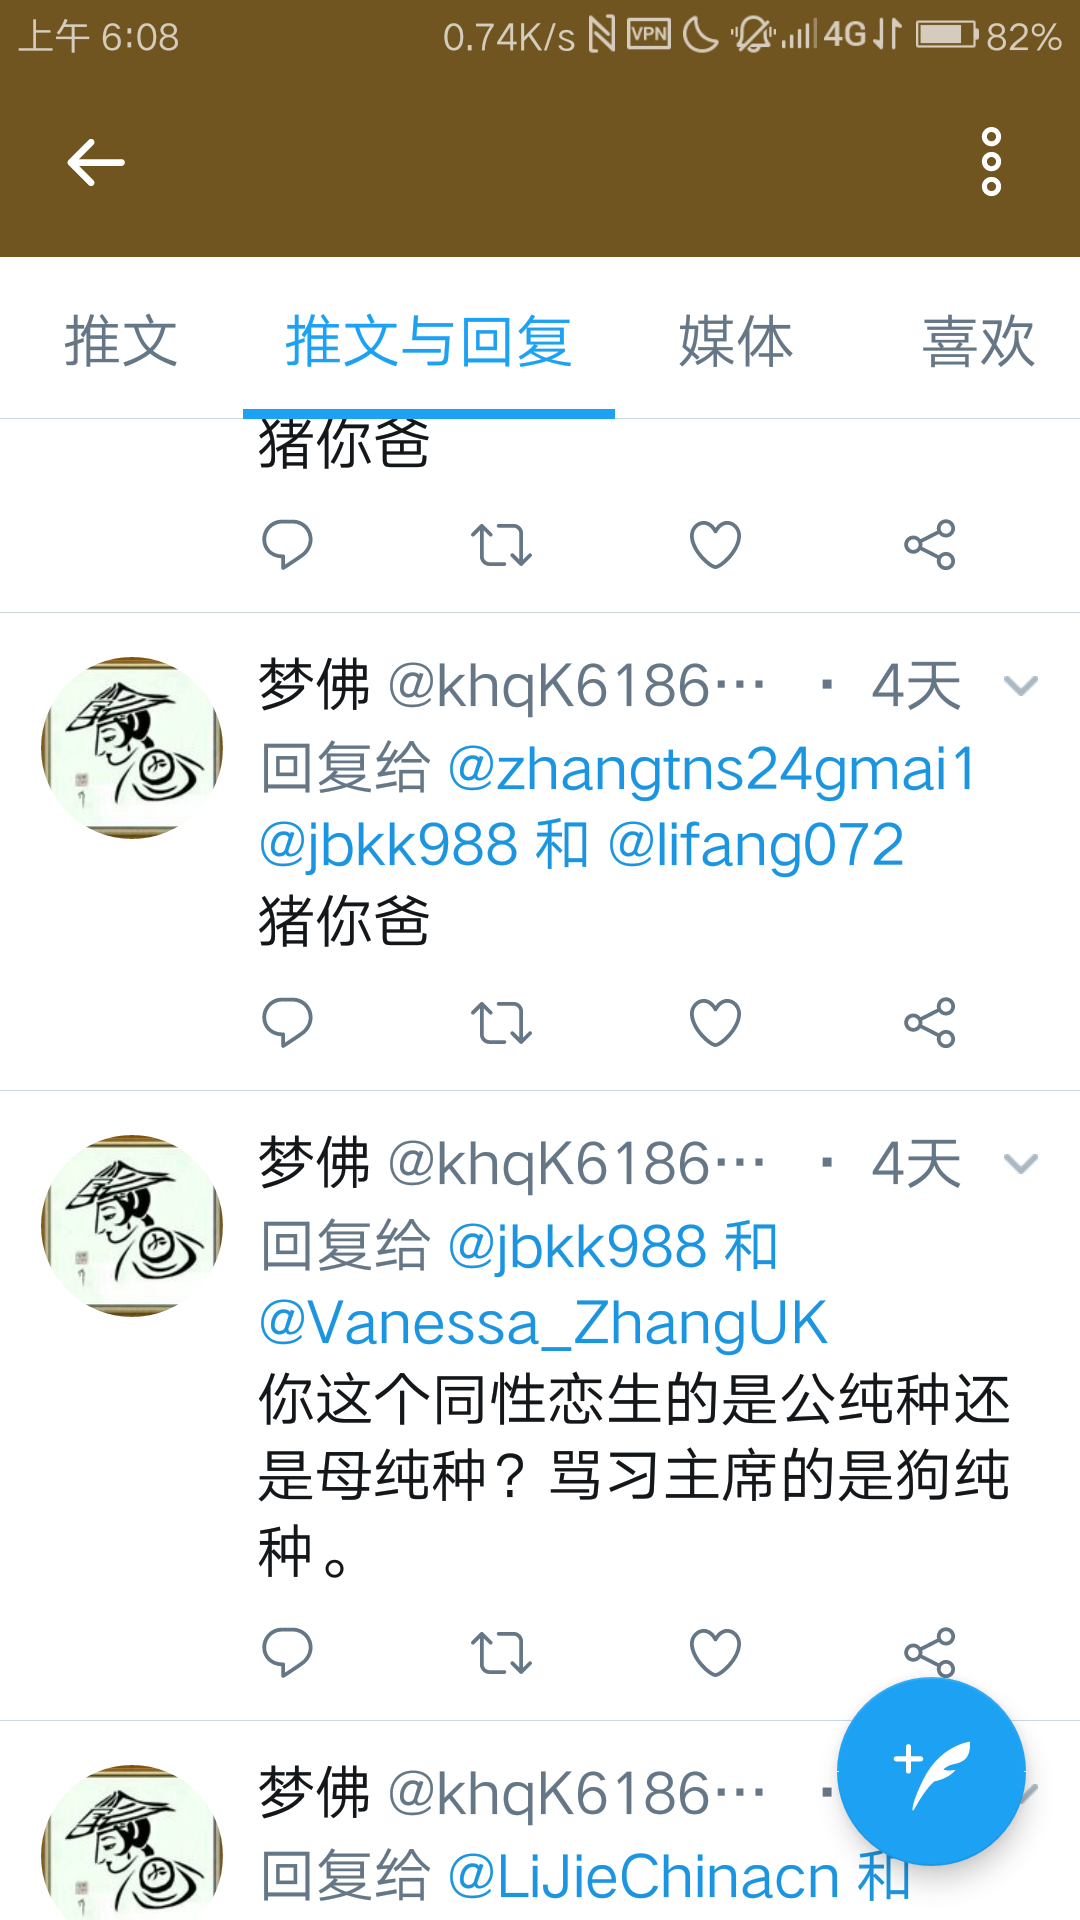 上午 6:08 0.74K/s VPN 4G 82%
推文 推文与回复 媒体 喜欢
猪你爸
梦佛 @khqK6186… · 4天
回复给 @zhangtns24gmai1
@jbkk988 和 @lifang072
猪你爸
梦佛 @khqK6186… · 4天
回复给 @jbkk988 和
@Vanessa_ZhangUK
你这个同性恋生的是公纯种还
是母纯种？骂习主席的是狗纯
种。
梦佛 @khqK6186… ·
回复给 @LiJieChinacn 和